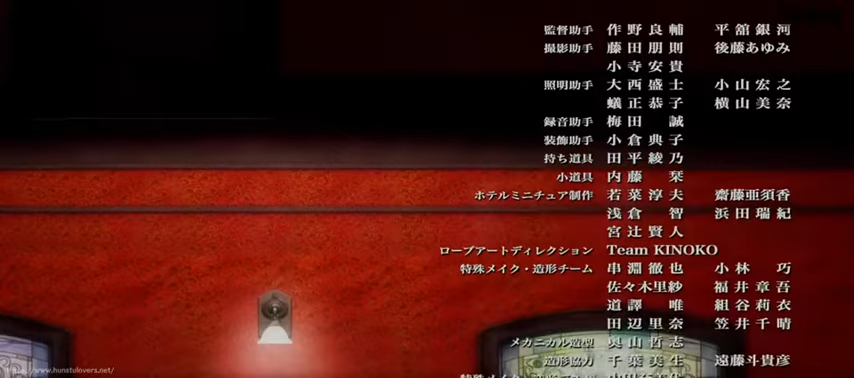 監督助手 作野良輔 平舘銀河
撮影助手 藤田朋則 後藤あゆみ
小寺安貴
照明助手 大西盛士 小山宏之
蟻正恭子 横山美奈
録音助手 梅田 誠
装飾助手 小倉典子
持ち道具 田平綾乃
小道具 内藤 栞
ホテルミニチュア制作 若菜淳夫 齋藤亜須香
浅倉 智 浜田瑞紀
宮辻賢人
ロープアートディレクション Team KINOKO
特殊メイク・造形チーム 串淵徹也 小林 巧
佐々木里紗 福井章吾
道譯 唯 組谷莉衣
田辺里奈 笠井千晴
メカニカル造型 奥山哲志
造形協力 千葉美生 遠藤斗貴彦
https://www.hunstulovers.net/